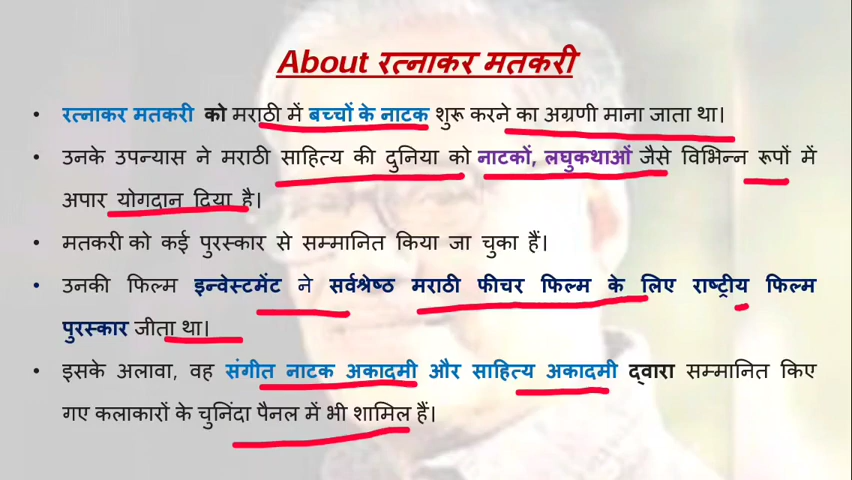 About रत्नाकर मतकरी
• रत्नाकर मतकरी को मराठी में बच्चों के नाटक शुरू करने का अग्रणी माना जाता था।
• उनके उपन्यास ने मराठी साहित्य की दुनिया को नाटकों, लघुकथाओं जैसे विभिन्न रूपों में
अपार योगदान दिया है।
• मतकरी को कई पुरस्कार से सम्मानित किया जा चुका हैं।
• उनकी फिल्म इन्वेस्टमेंट ने सर्वश्रेष्ठ मराठी फीचर फिल्म के लिए राष्ट्रीय फिल्म
पुरस्कार जीता था।
• इसके अलावा, वह संगीत नाटक अकादमी और साहित्य अकादमी द्वारा सम्मानित किए
गए कलाकारों के चुनिंदा पैनल में भी शामिल हैं।